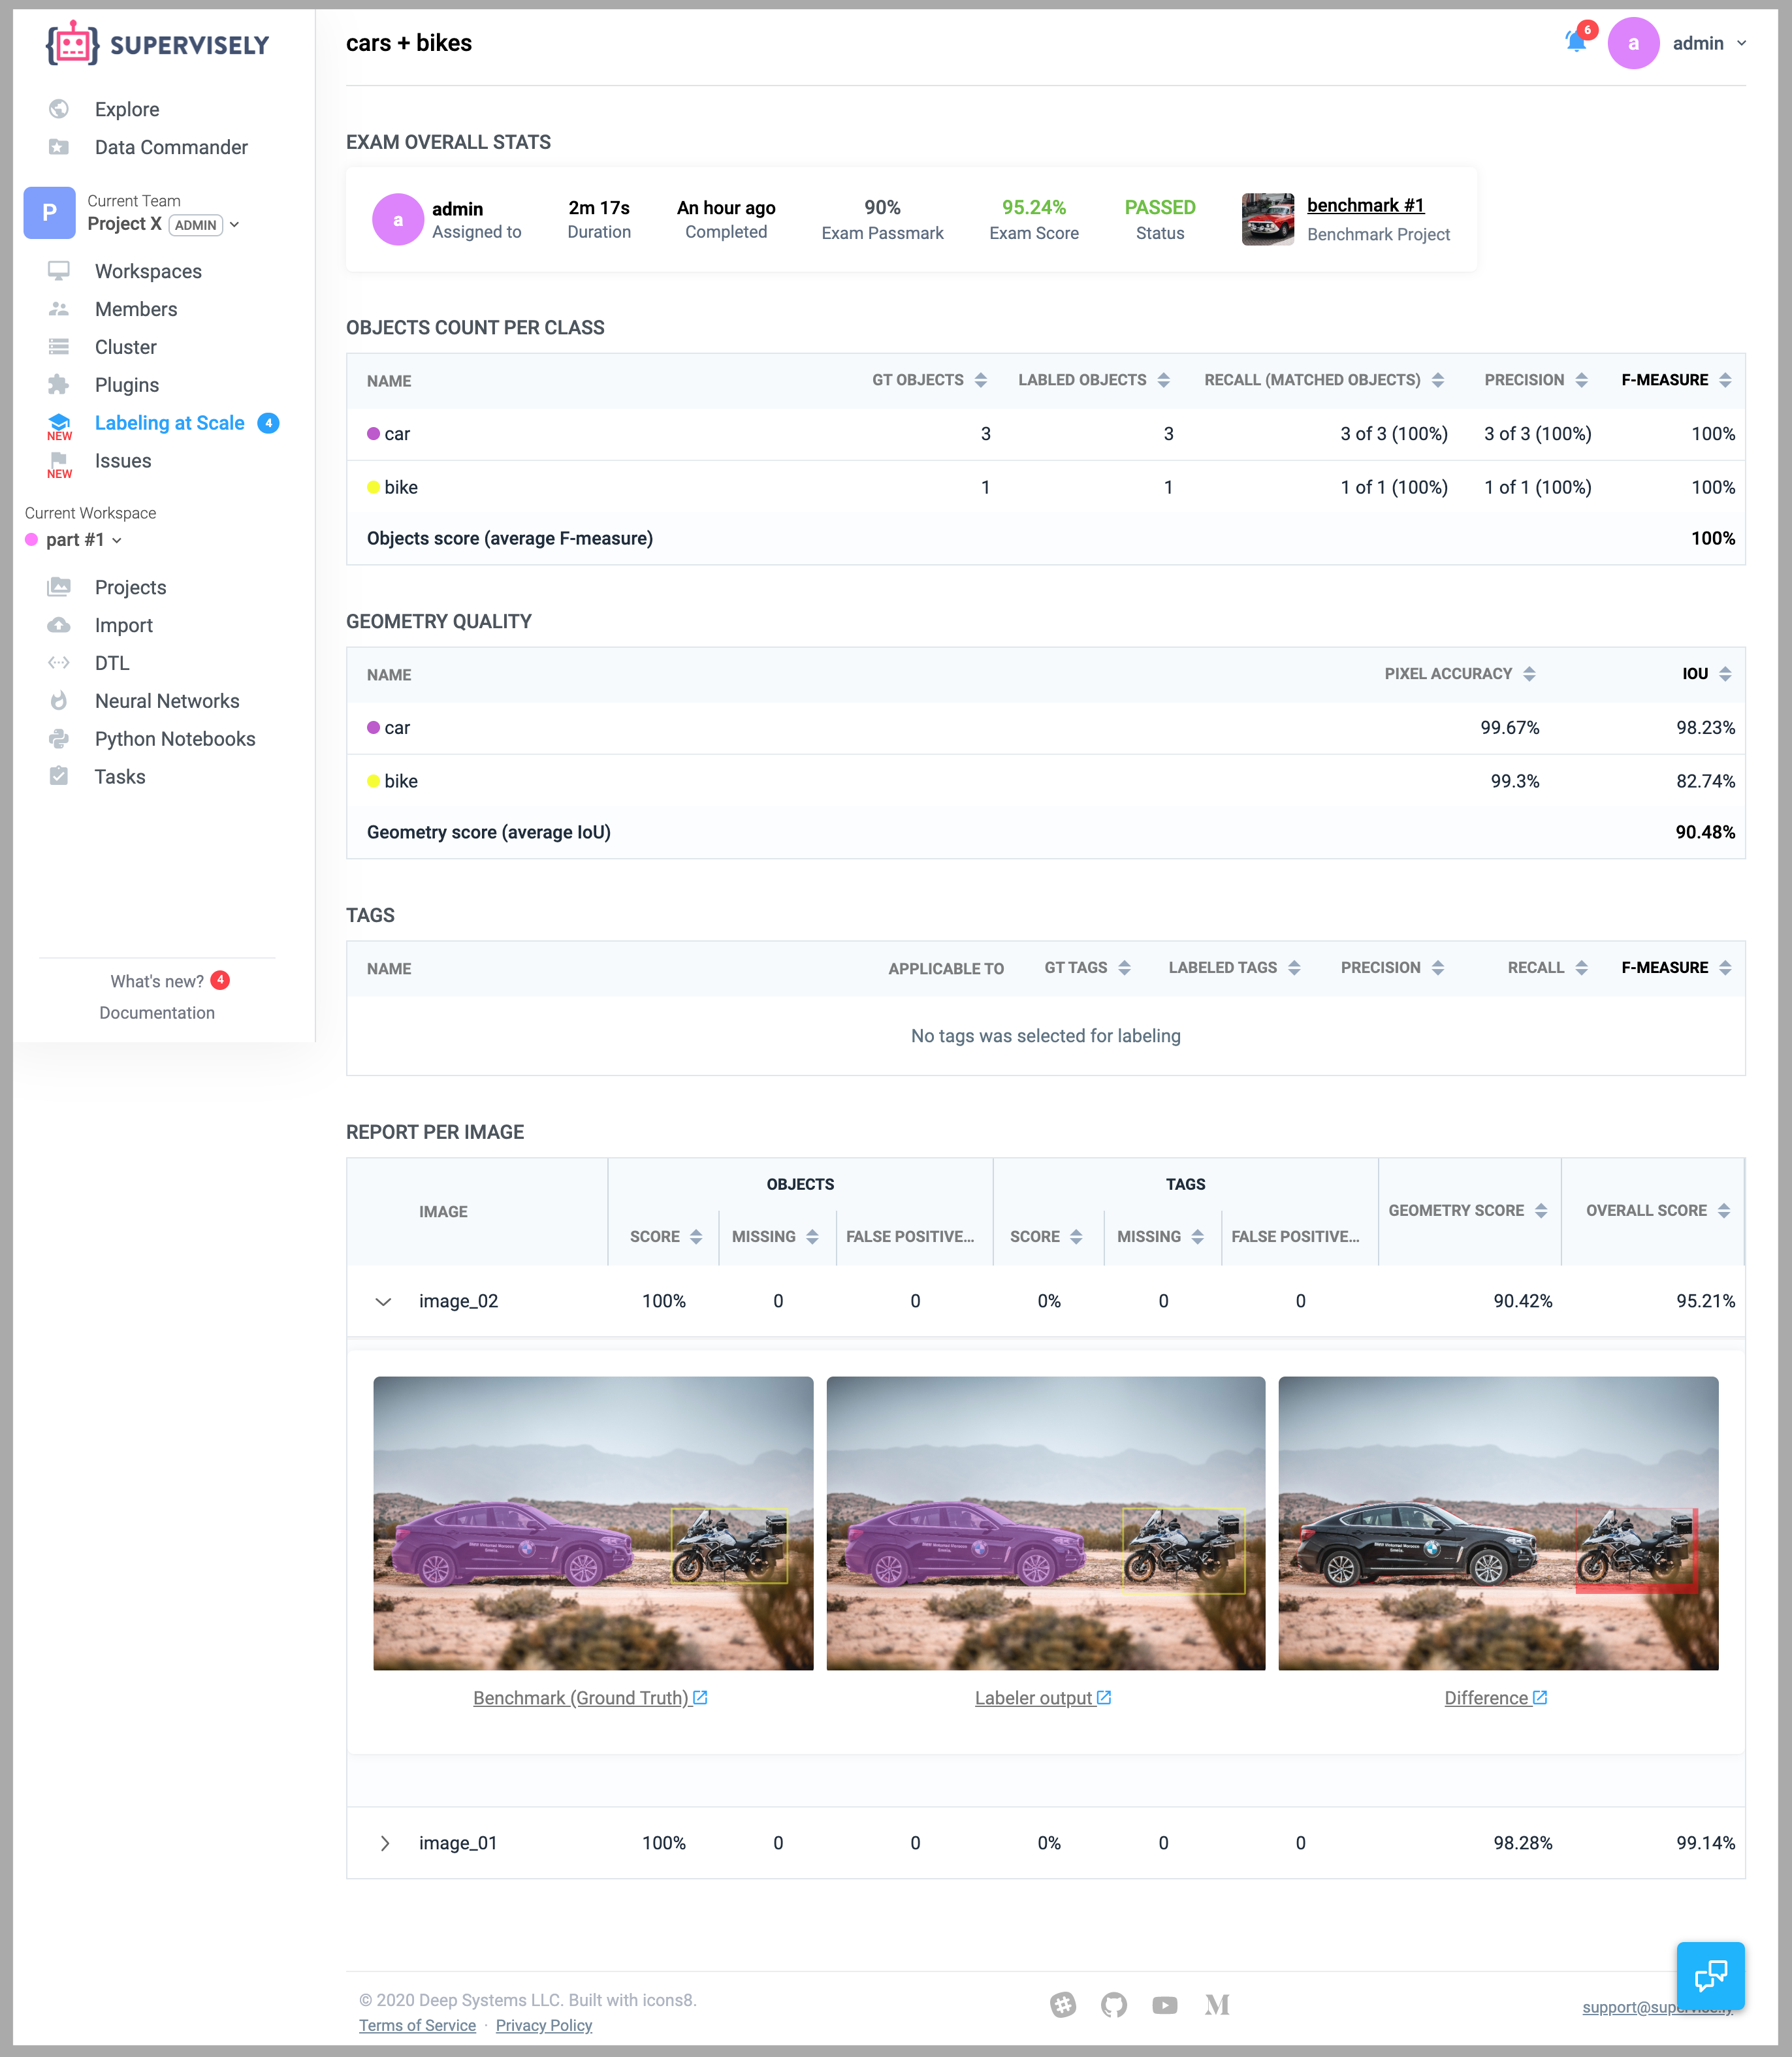 SUPERVISELY
Explore
Data Commander
P
Current Team
Project X ADMIN
Workspaces
Members
Cluster
Plugins
NEW Labeling at Scale 4
NEW Issues
Current Workspace
part #1
Projects
Import
DTL
Neural Networks
Python Notebooks
Tasks
What's new? 4
Documentation
cars + bikes
6 a admin
EXAM OVERALL STATS
a admin 2m 17s An hour ago 90% 95.24% PASSED benchmark #1
Assigned to Duration Completed Exam Passmark Exam Score Status Benchmark Project
OBJECTS COUNT PER CLASS
NAME GT OBJECTS LABLED OBJECTS RECALL (MATCHED OBJECTS) PRECISION F-MEASURE
car 3 3 3 of 3 (100%) 3 of 3 (100%) 100%
bike 1 1 1 of 1 (100%) 1 of 1 (100%) 100%
Objects score (average F-measure) 100%
GEOMETRY QUALITY
NAME PIXEL ACCURACY IOU
car 99.67% 98.23%
bike 99.3% 82.74%
Geometry score (average IoU) 90.48%
TAGS
NAME APPLICABLE TO GT TAGS LABELED TAGS PRECISION RECALL F-MEASURE
No tags was selected for labeling
REPORT PER IMAGE
OBJECTS TAGS
IMAGE GEOMETRY SCORE OVERALL SCORE
SCORE MISSING FALSE POSITIVE... SCORE MISSING FALSE POSITIVE...
image_02 100% 0 0 0% 0 0 90.42% 95.21%
Benchmark (Ground Truth) Labeler output Difference
image_01 100% 0 0 0% 0 0 98.28% 99.14%
© 2020 Deep Systems LLC. Built with icons8.
Terms of Service · Privacy Policy
M